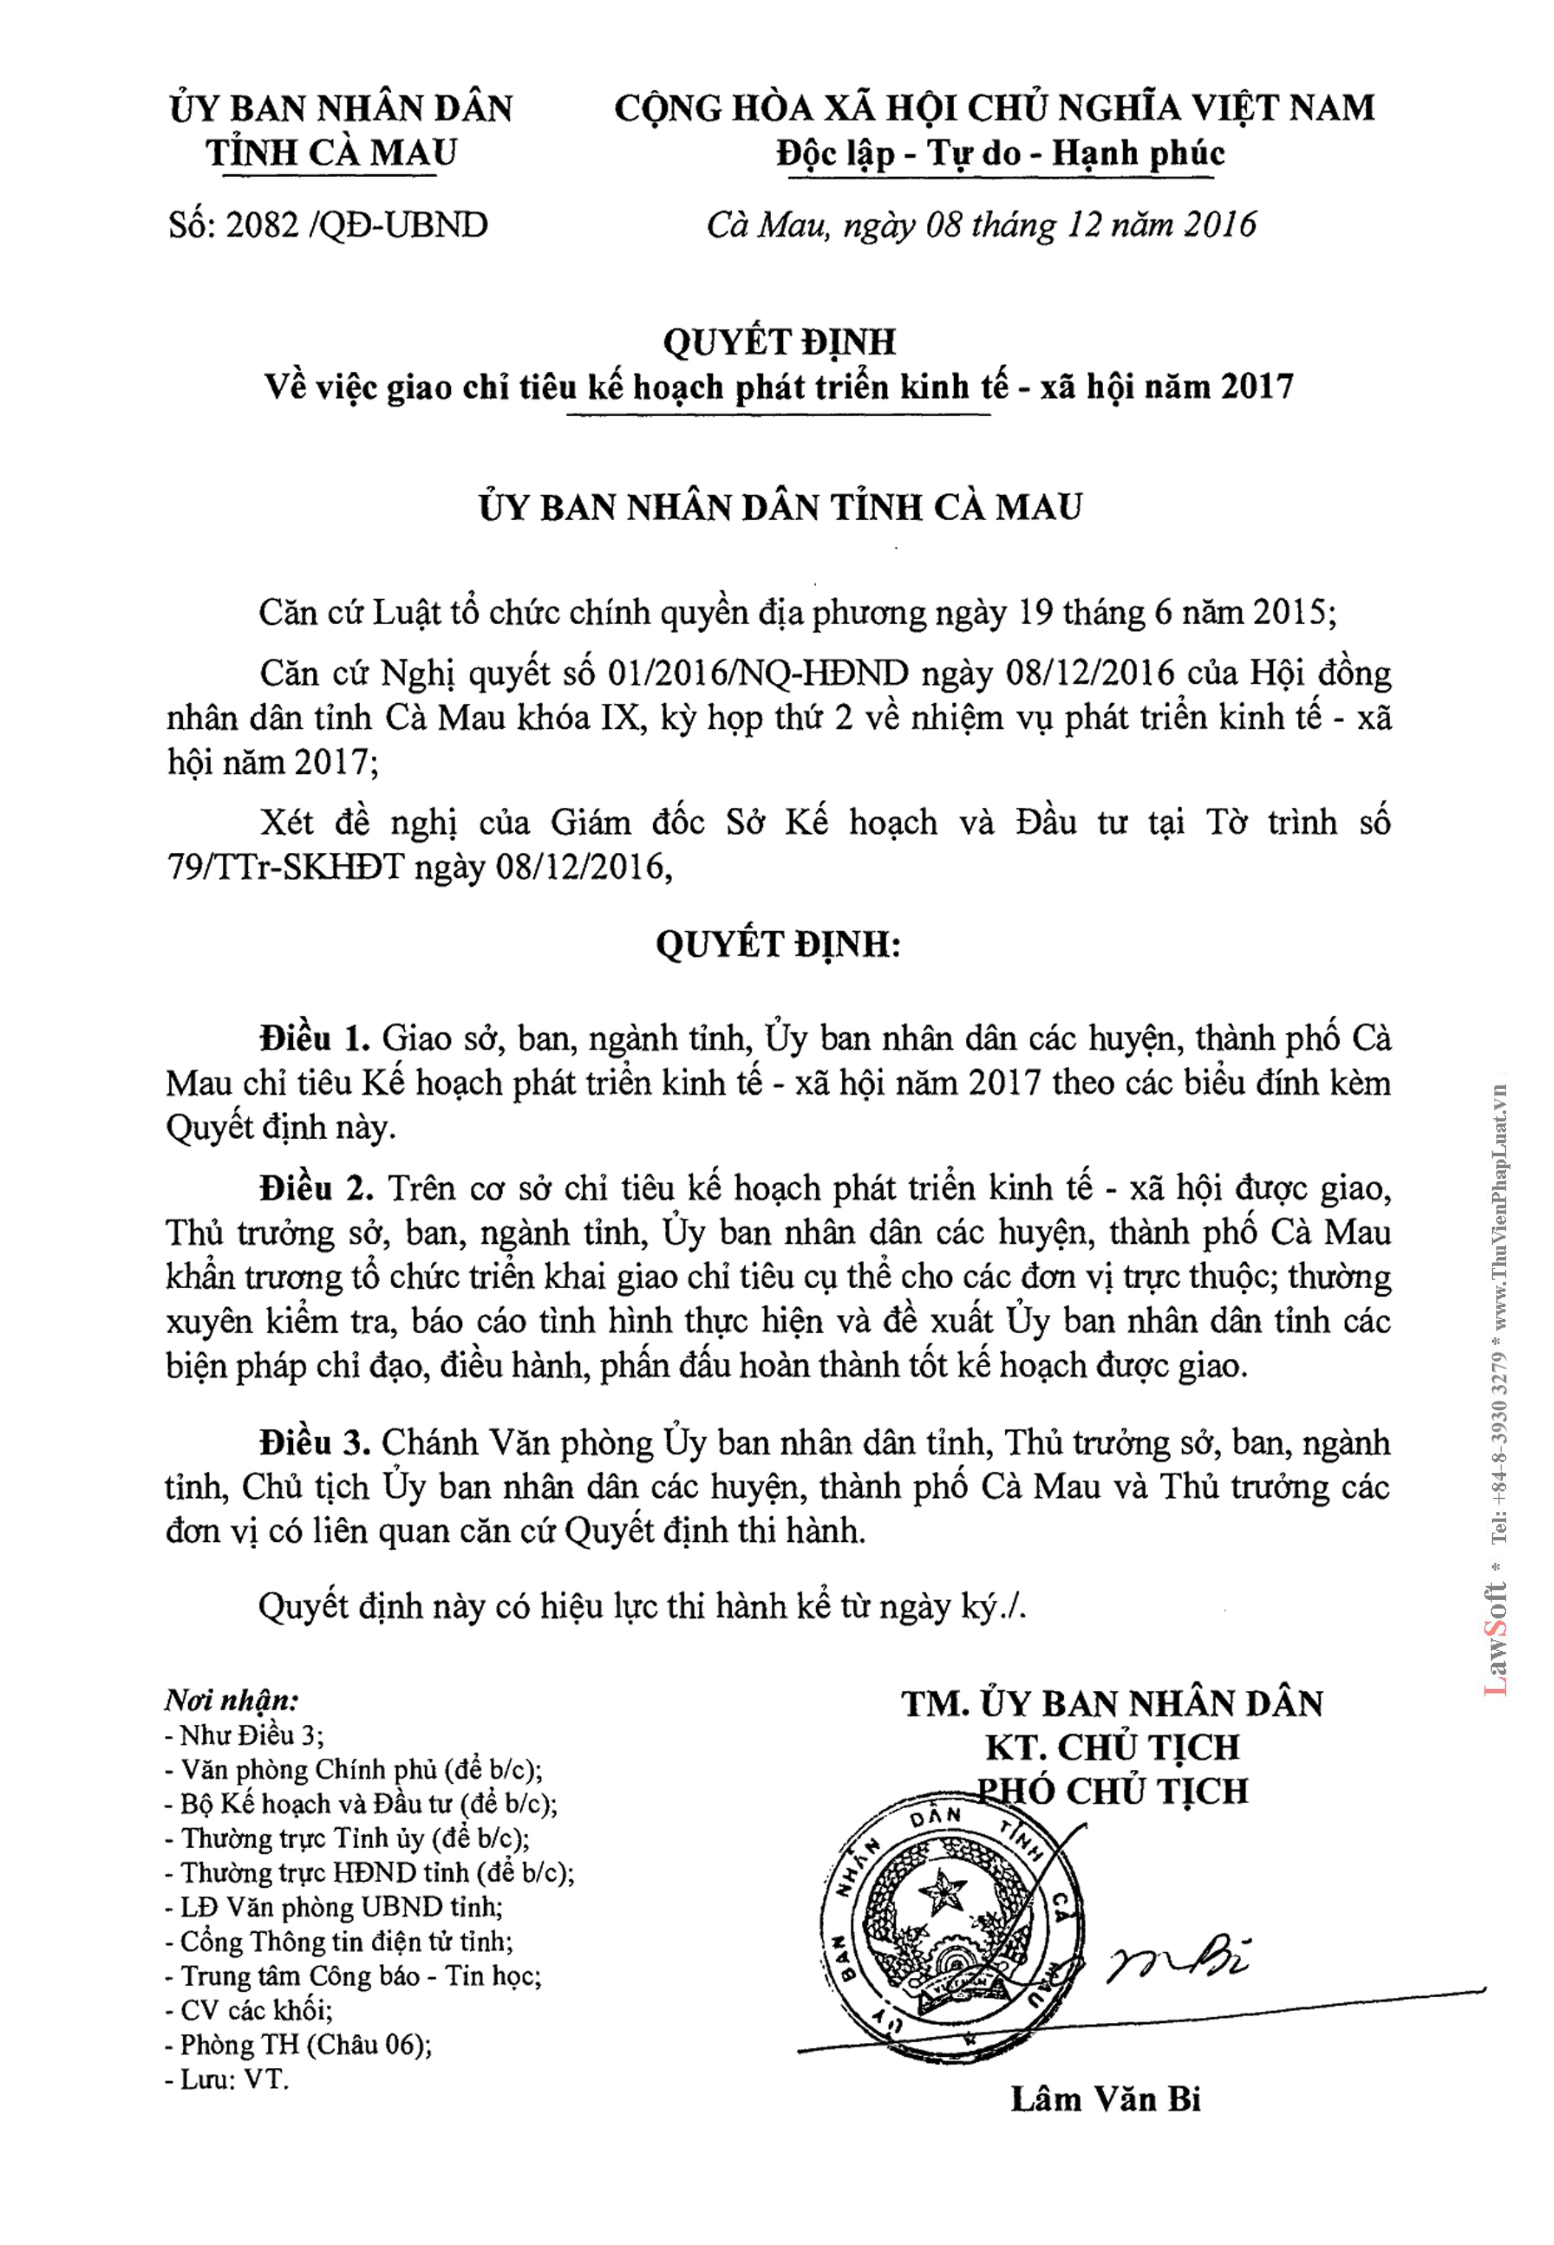 ỦY BAN NHÂN DÂN
TỈNH CÀ MAU
CỘNG HÒA XÃ HỘI CHỦ NGHĨA VIỆT NAM
Độc lập - Tự do - Hạnh phúc
Số: 2082 /QĐ-UBND
Cà Mau, ngày 08 tháng 12 năm 2016
QUYẾT ĐỊNH
Về việc giao chỉ tiêu kế hoạch phát triển kinh tế - xã hội năm 2017
ỦY BAN NHÂN DÂN TỈNH CÀ MAU
Căn cứ Luật tổ chức chính quyền địa phương ngày 19 tháng 6 năm 2015;
Căn cứ Nghị quyết số 01/2016/NQ-HĐND ngày 08/12/2016 của Hội đồng
nhân dân tỉnh Cà Mau khóa IX, kỳ họp thứ 2 về nhiệm vụ phát triển kinh tế - xã
hội năm 2017;
Xét đề nghị của Giám đốc Sở Kế hoạch và Đầu tư tại Tờ trình số
79/TTr-SKHĐT ngày 08/12/2016,
QUYẾT ĐỊNH:
Điều 1. Giao sở, ban, ngành tỉnh, Ủy ban nhân dân các huyện, thành phố Cà
Mau chỉ tiêu Kế hoạch phát triển kinh tế - xã hội năm 2017 theo các biểu đính kèm
Quyết định này.
Điều 2. Trên cơ sở chỉ tiêu kế hoạch phát triển kinh tế - xã hội được giao,
Thủ trưởng sở, ban, ngành tỉnh, Ủy ban nhân dân các huyện, thành phố Cà Mau
khẩn trương tổ chức triển khai giao chỉ tiêu cụ thể cho các đơn vị trực thuộc; thường
xuyên kiểm tra, báo cáo tình hình thực hiện và đề xuất Ủy ban nhân dân tỉnh các
biện pháp chỉ đạo, điều hành, phấn đấu hoàn thành tốt kế hoạch được giao.
Điều 3. Chánh Văn phòng Ủy ban nhân dân tỉnh, Thủ trưởng sở, ban, ngành
tỉnh, Chủ tịch Ủy ban nhân dân các huyện, thành phố Cà Mau và Thủ trưởng các
đơn vị có liên quan căn cứ Quyết định thi hành.
Quyết định này có hiệu lực thi hành kể từ ngày ký./.
Nơi nhận:
- Như Điều 3;
- Văn phòng Chính phủ (để b/c);
- Bộ Kế hoạch và Đầu tư (để b/c);
- Thường trực Tỉnh ủy (để b/c);
- Thường trực HĐND tỉnh (để b/c);
- LĐ Văn phòng UBND tỉnh;
- Cổng Thông tin điện tử tỉnh;
- Trung tâm Công báo - Tin học;
- CV các khối;
- Phòng TH (Châu 06);
- Lưu: VT.
TM. ỦY BAN NHÂN DÂN
KT. CHỦ TỊCH
PHÓ CHỦ TỊCH
ỦY BAN NHÂN DÂN TỈNH CÀ MAU
Lâm Văn Bi
LawSoft * Tel: +84-8-3930 3279 * www.ThuVienPhapLuat.vn